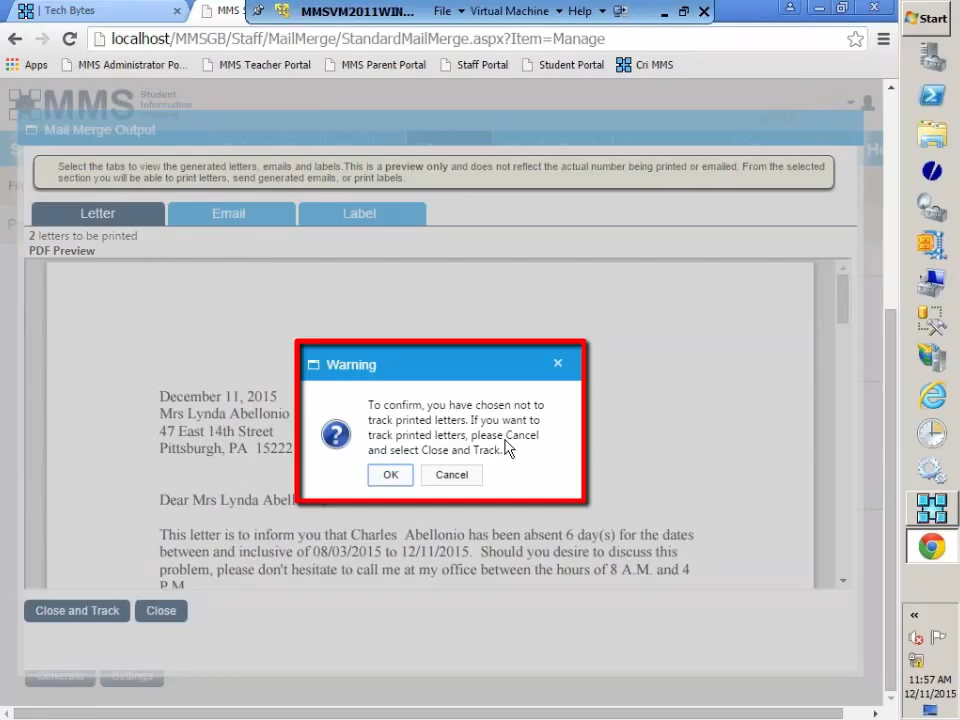 Tech Bytes
MMS S
MMSVM2011WIN...
File
Virtual Machine
Help
Start
localhost/MMSGB/Staff/MailMerge/StandardMailMerge.aspx?Item=Manage
Apps
MMS Administrator Po...
MMS Teacher Portal
MMS Parent Portal
Staff Portal
Student Portal
Cri MMS
MMS
Student
Information
Mail Merge Output
Select the tabs to view the generated letters, emails and labels.This is a preview only and does not reflect the actual number being printed or emailed. From the selected
section you will be able to print letters, send generated emails, or print labels.
Letter
Email
Label
2 letters to be printed
PDF Preview
December 11, 2015
Mrs Lynda Abellonio
47 East 14th Street
Pittsburgh, PA 15222
Dear Mrs Lynda Abel
This letter is to inform you that Charles Abellonio has been absent 6 day(s) for the dates
between and inclusive of 08/03/2015 to 12/11/2015. Should you desire to discuss this
problem, please don't hesitate to call me at my office between the hours of 8 A.M. and 4
P.M
Warning
To confirm, you have chosen not to
track printed letters. If you want to
track printed letters, please Cancel
and select Close and Track.
OK
Cancel
Close and Track
Close
Generate
11:57 AM
12/11/2015